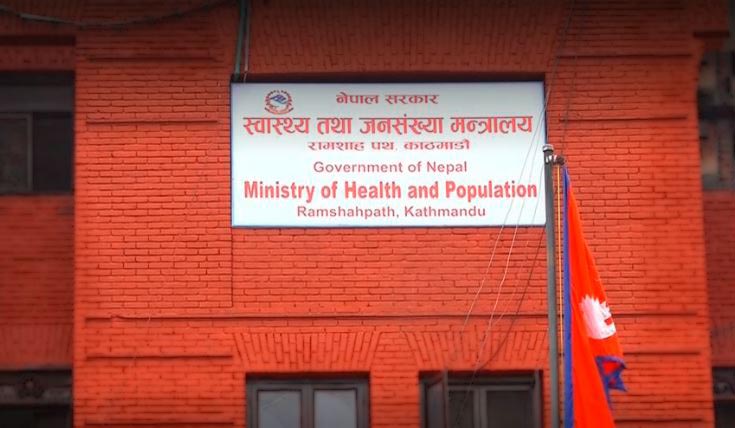 नेपाल सरकार
स्वास्थ्य तथा जनसंख्या मन्त्रालय
रामशाह पथ, काठमाडौं
Government of Nepal
Ministry of Health and Population
Ramshahpath, Kathmandu